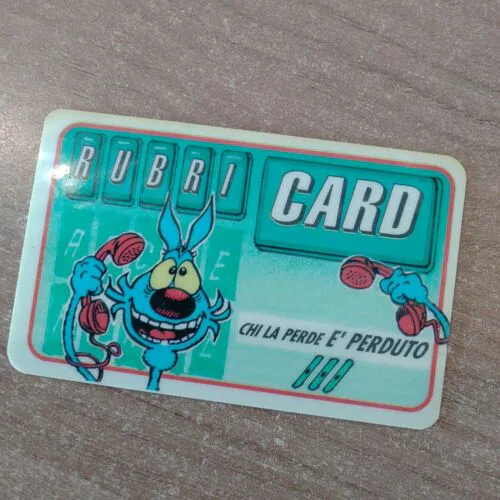 RUBRI CARD
CHI LA PERDE E' PERDUTO